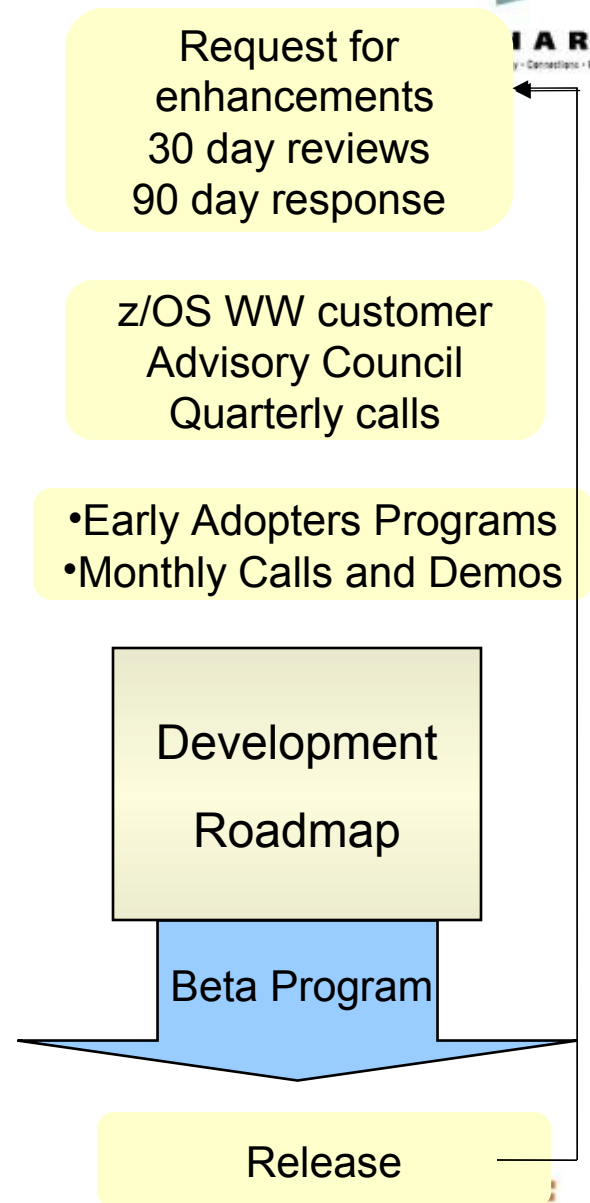 Request for
enhancements
30 day reviews
90 day response
z/OS WW customer
Advisory Council
Quarterly calls
•Early Adopters Programs
•Monthly Calls and Demos
Development
Roadmap
Beta Program
Release